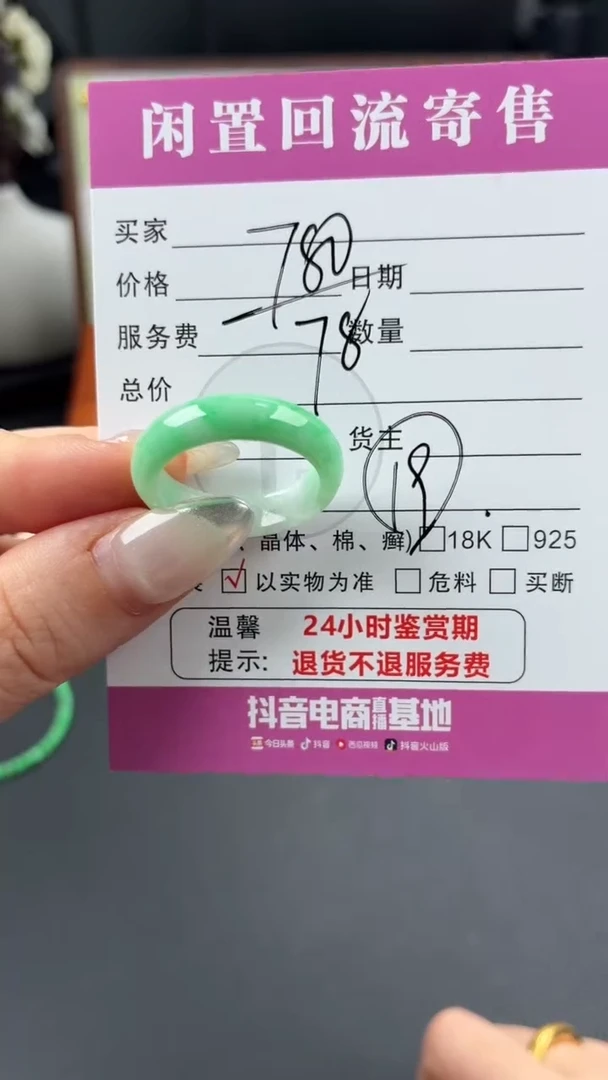 闲置回流寄售
买家
780
价格 日期
服务费 78 数量
总价
货主
18
、晶体、棉、癣) 18K 925
以实物为准 危料 买断
温馨 24小时鉴赏期
提示: 退货不退服务费
抖音电商直播基地
今日头条 抖音 西瓜视频 抖音火山版